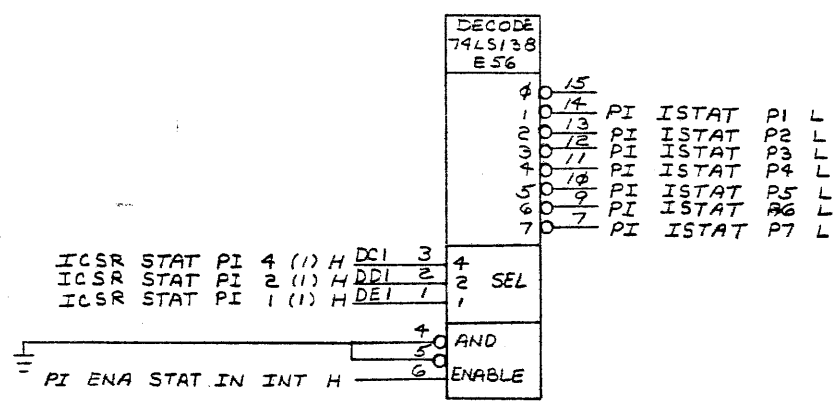 DECODE
74LS138
E56
0 15
1 14 PI ISTAT P1 L
2 13 PI ISTAT P2 L
3 12 PI ISTAT P3 L
4 11 PI ISTAT P4 L
5 10 PI ISTAT P5 L
6 9 PI ISTAT P6 L
7 7 PI ISTAT P7 L
ICSR STAT PI 4 (1) H DC1 3 4
ICSR STAT PI 2 (1) H DD1 2 2 SEL
ICSR STAT PI 1 (1) H DE1 1 1
4 AND
5
PI ENA STAT IN INT H 6 ENABLE